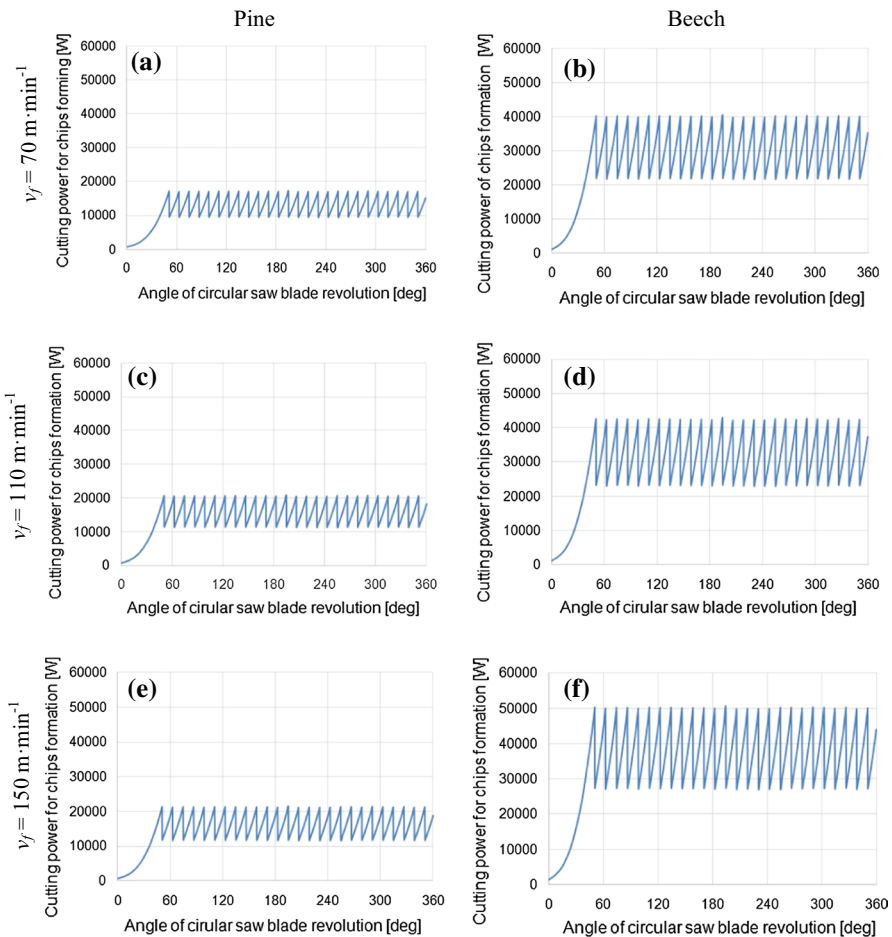 Pine
Beech
v_f = 70 m·min⁻¹
(a)
Cutting power for chips forming [W]
60000
50000
40000
30000
20000
10000
0
0 60 120 180 240 300 360
Angle of circular saw blade revolution [deg]
(b)
Cutting power of chips formation [W]
60000
50000
40000
30000
20000
10000
0
0 60 120 180 240 300 360
Angle of circular saw blade revolution [deg]
v_f = 110 m·min⁻¹
(c)
Cutting power for chips formation [W]
60000
50000
40000
30000
20000
10000
0
0 60 120 180 240 300 360
Angle of cirular saw blade revolution [deg]
(d)
Cutting power for chips formation [W]
60000
50000
40000
30000
20000
10000
0
0 60 120 180 240 300 360
Angle of circular saw blade revolution [deg]
v_f = 150 m·min⁻¹
(e)
Cutting power for chips formation [W]
60000
50000
40000
30000
20000
10000
0
0 60 120 180 240 300 360
Angle of circular saw blade revolution [deg]
(f)
Cutting power for chips formation [W]
60000
50000
40000
30000
20000
10000
0
0 60 120 180 240 300 360
Angle of circular saw blade revolution [deg]